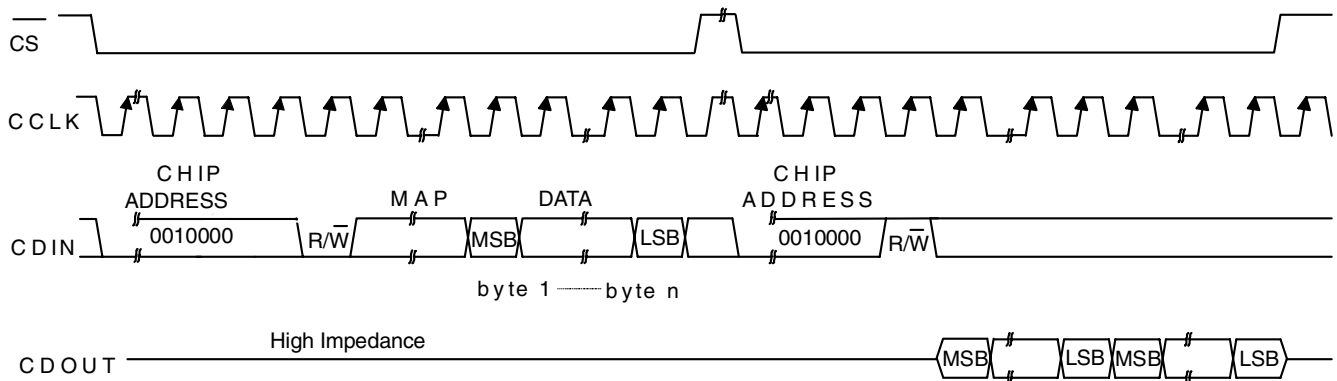 CS
CCLK
CHIP ADDRESS MAP DATA CHIP ADDRESS
CDIN 0010000 R/W MSB LSB 0010000 R/W
byte 1 byte n
High Impedance
CDOUT MSB LSB MSB LSB